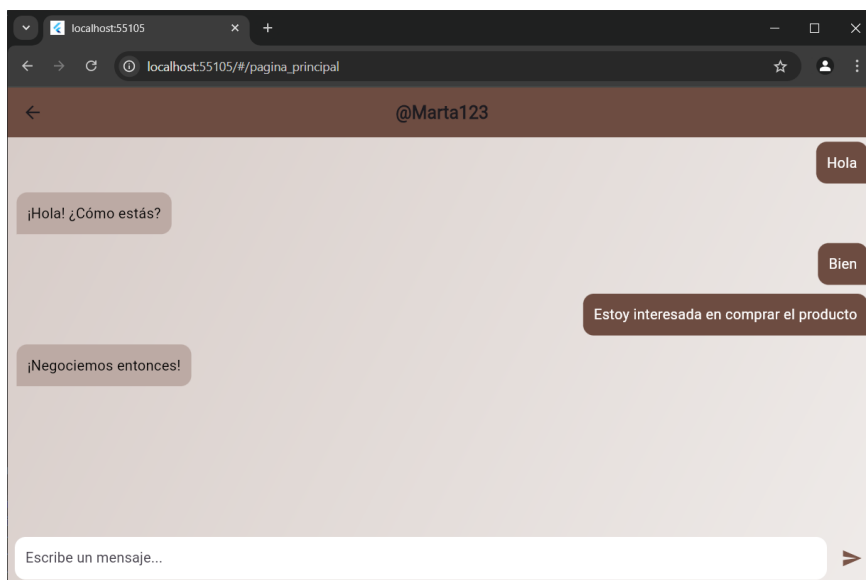 localhost:55105
localhost:55105/#/pagina_principal
@Marta123
Hola
¡Hola! ¿Cómo estás?
Bien
Estoy interesada en comprar el producto
¡Negociemos entonces!
Escribe un mensaje...